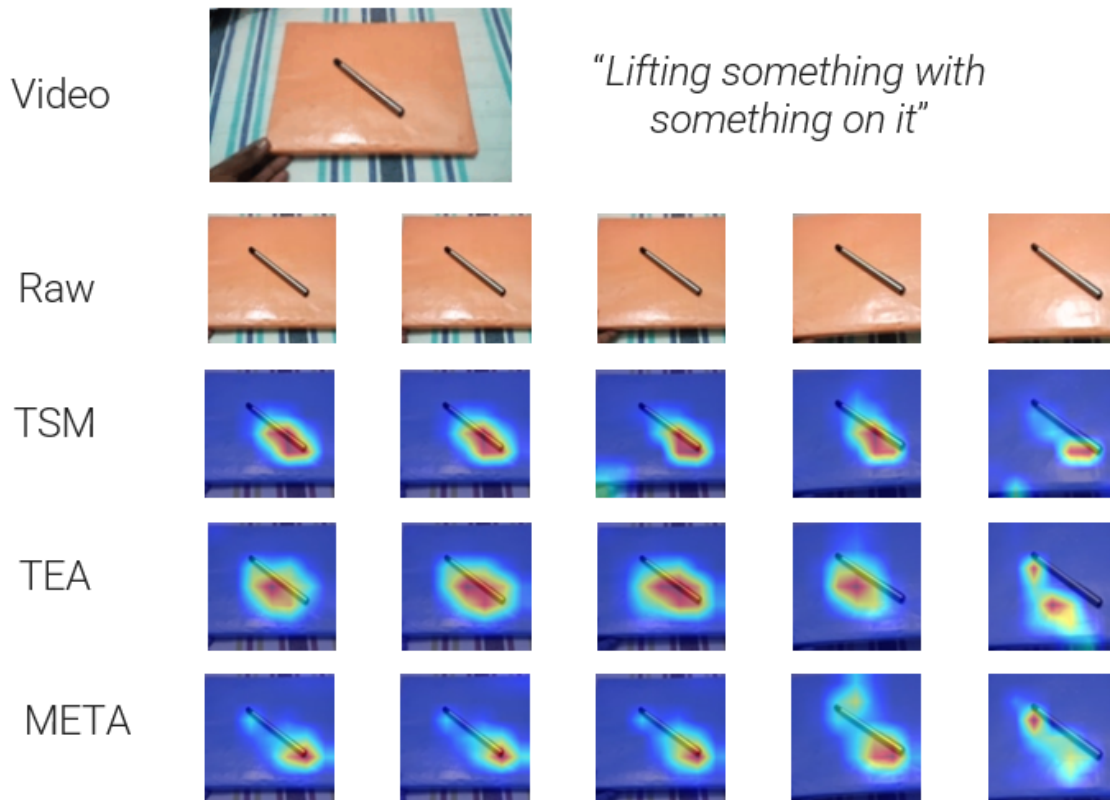 Video
“Lifting something with
something on it”
Raw
TSM
TEA
META